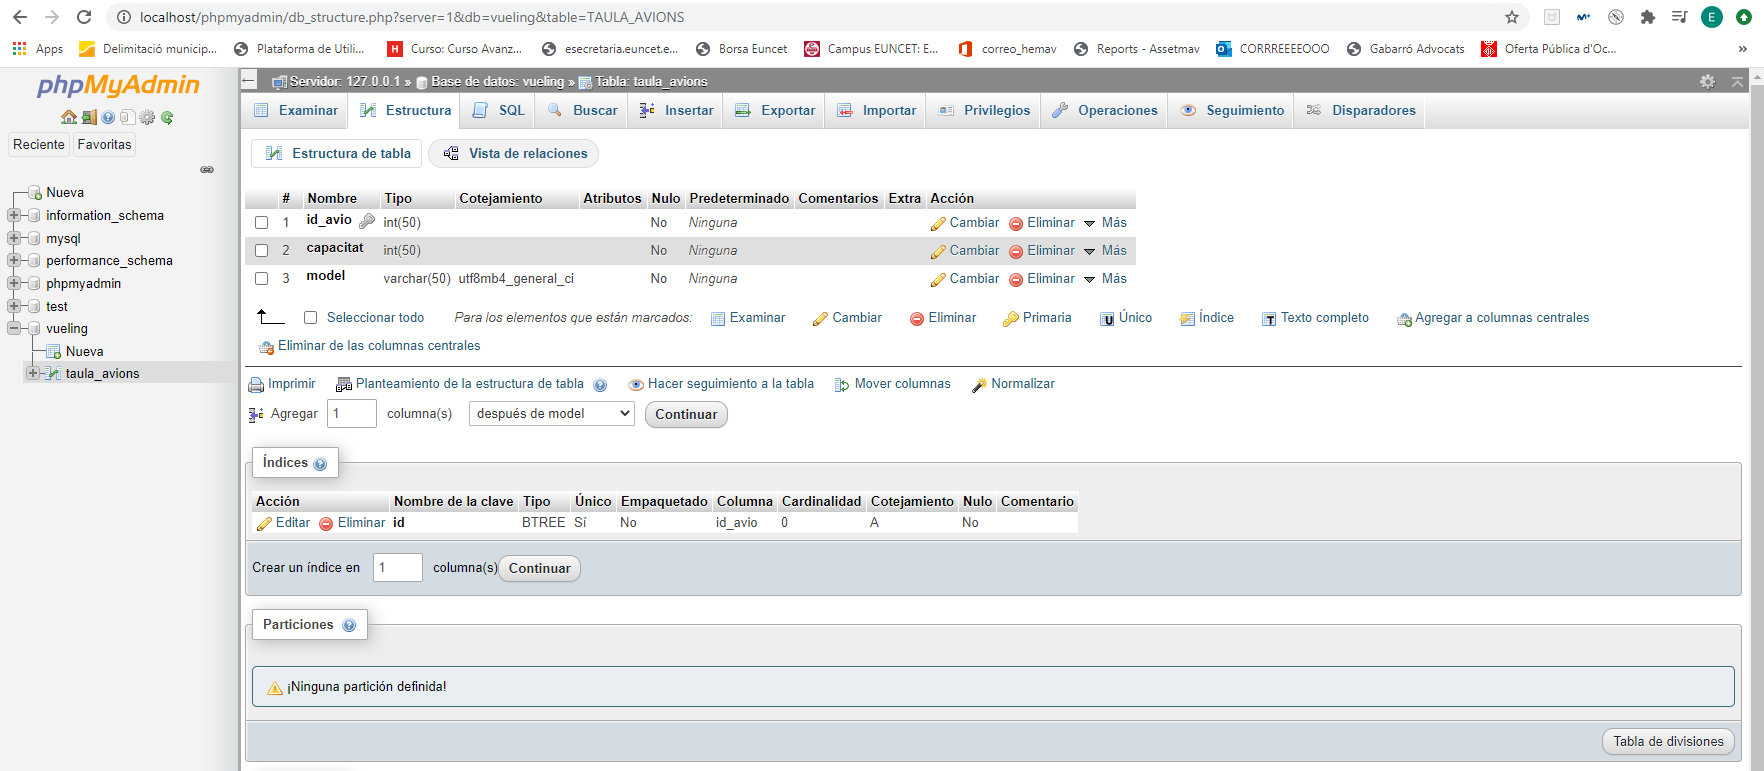 localhost/phpmyadmin/db_structure.php?server=1&db=vueling&table=TAULA_AVIONS
E
Apps
Delimitació municip...
Plataforma de Utili...
H Curso: Curso Avanz...
esecretaria.euncet.e...
Borsa Euncet
Campus EUNCET: E...
correo_hemav
Reports - Assetmav
CORRREEEEOOO
Gabarró Advocats
Oferta Pública d'Oc...
»
phpMyAdmin
Reciente Favoritas
Nueva
information_schema
mysql
performance_schema
phpmyadmin
test
vueling
Nueva
taula_avions
Servidor: 127.0.0.1 » Base de datos: vueling » Tabla: taula_avions
Examinar Estructura SQL Buscar Insertar Exportar Importar Privilegios Operaciones Seguimiento Disparadores
Estructura de tabla Vista de relaciones
# Nombre Tipo Cotejamiento Atributos Nulo Predeterminado Comentarios Extra Acción
1 id_avio int(50) No Ninguna Cambiar Eliminar Más
2 capacitat int(50) No Ninguna Cambiar Eliminar Más
3 model varchar(50) utf8mb4_general_ci No Ninguna Cambiar Eliminar Más
Seleccionar todo Para los elementos que están marcados: Examinar Cambiar Eliminar Primaria Único Índice Texto completo Agregar a columnas centrales
Eliminar de las columnas centrales
Imprimir Planteamiento de la estructura de tabla Hacer seguimiento a la tabla Mover columnas Normalizar
Agregar 1 columna(s) después de model Continuar
Índices
Acción Nombre de la clave Tipo Único Empaquetado Columna Cardinalidad Cotejamiento Nulo Comentario
Editar Eliminar id BTREE Sí No id_avio 0 A No
Crear un índice en 1 columna(s) Continuar
Particiones
¡Ninguna partición definida!
Tabla de divisiones